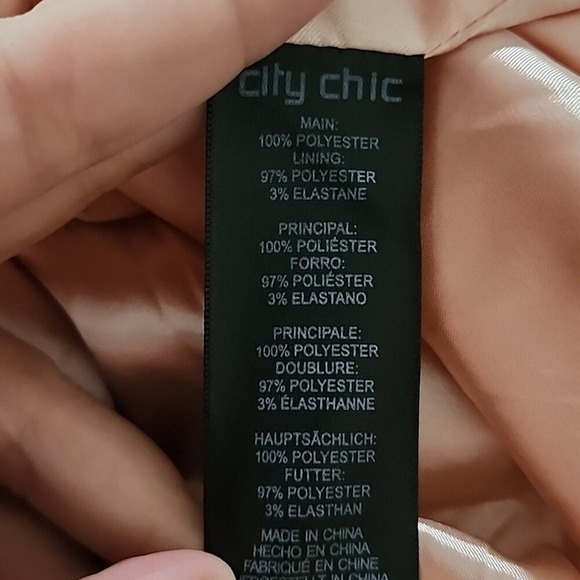 city chic
MAIN:
100% POLYESTER
LINING:
97% POLYESTER
3% ELASTANE
PRINCIPAL:
100% POLIÉSTER
FORRO:
97% POLIÉSTER
3% ELASTANO
PRINCIPALE:
100% POLYESTER
DOUBLURE:
97% POLYESTER
3% ÉLASTHANNE
HAUPTSÄCHLICH:
100% POLYESTER
FUTTER:
97% POLYESTER
3% ELASTHAN
MADE IN CHINA
HECHO EN CHINA
FABRIQUÉ EN CHINE
IN CHINA